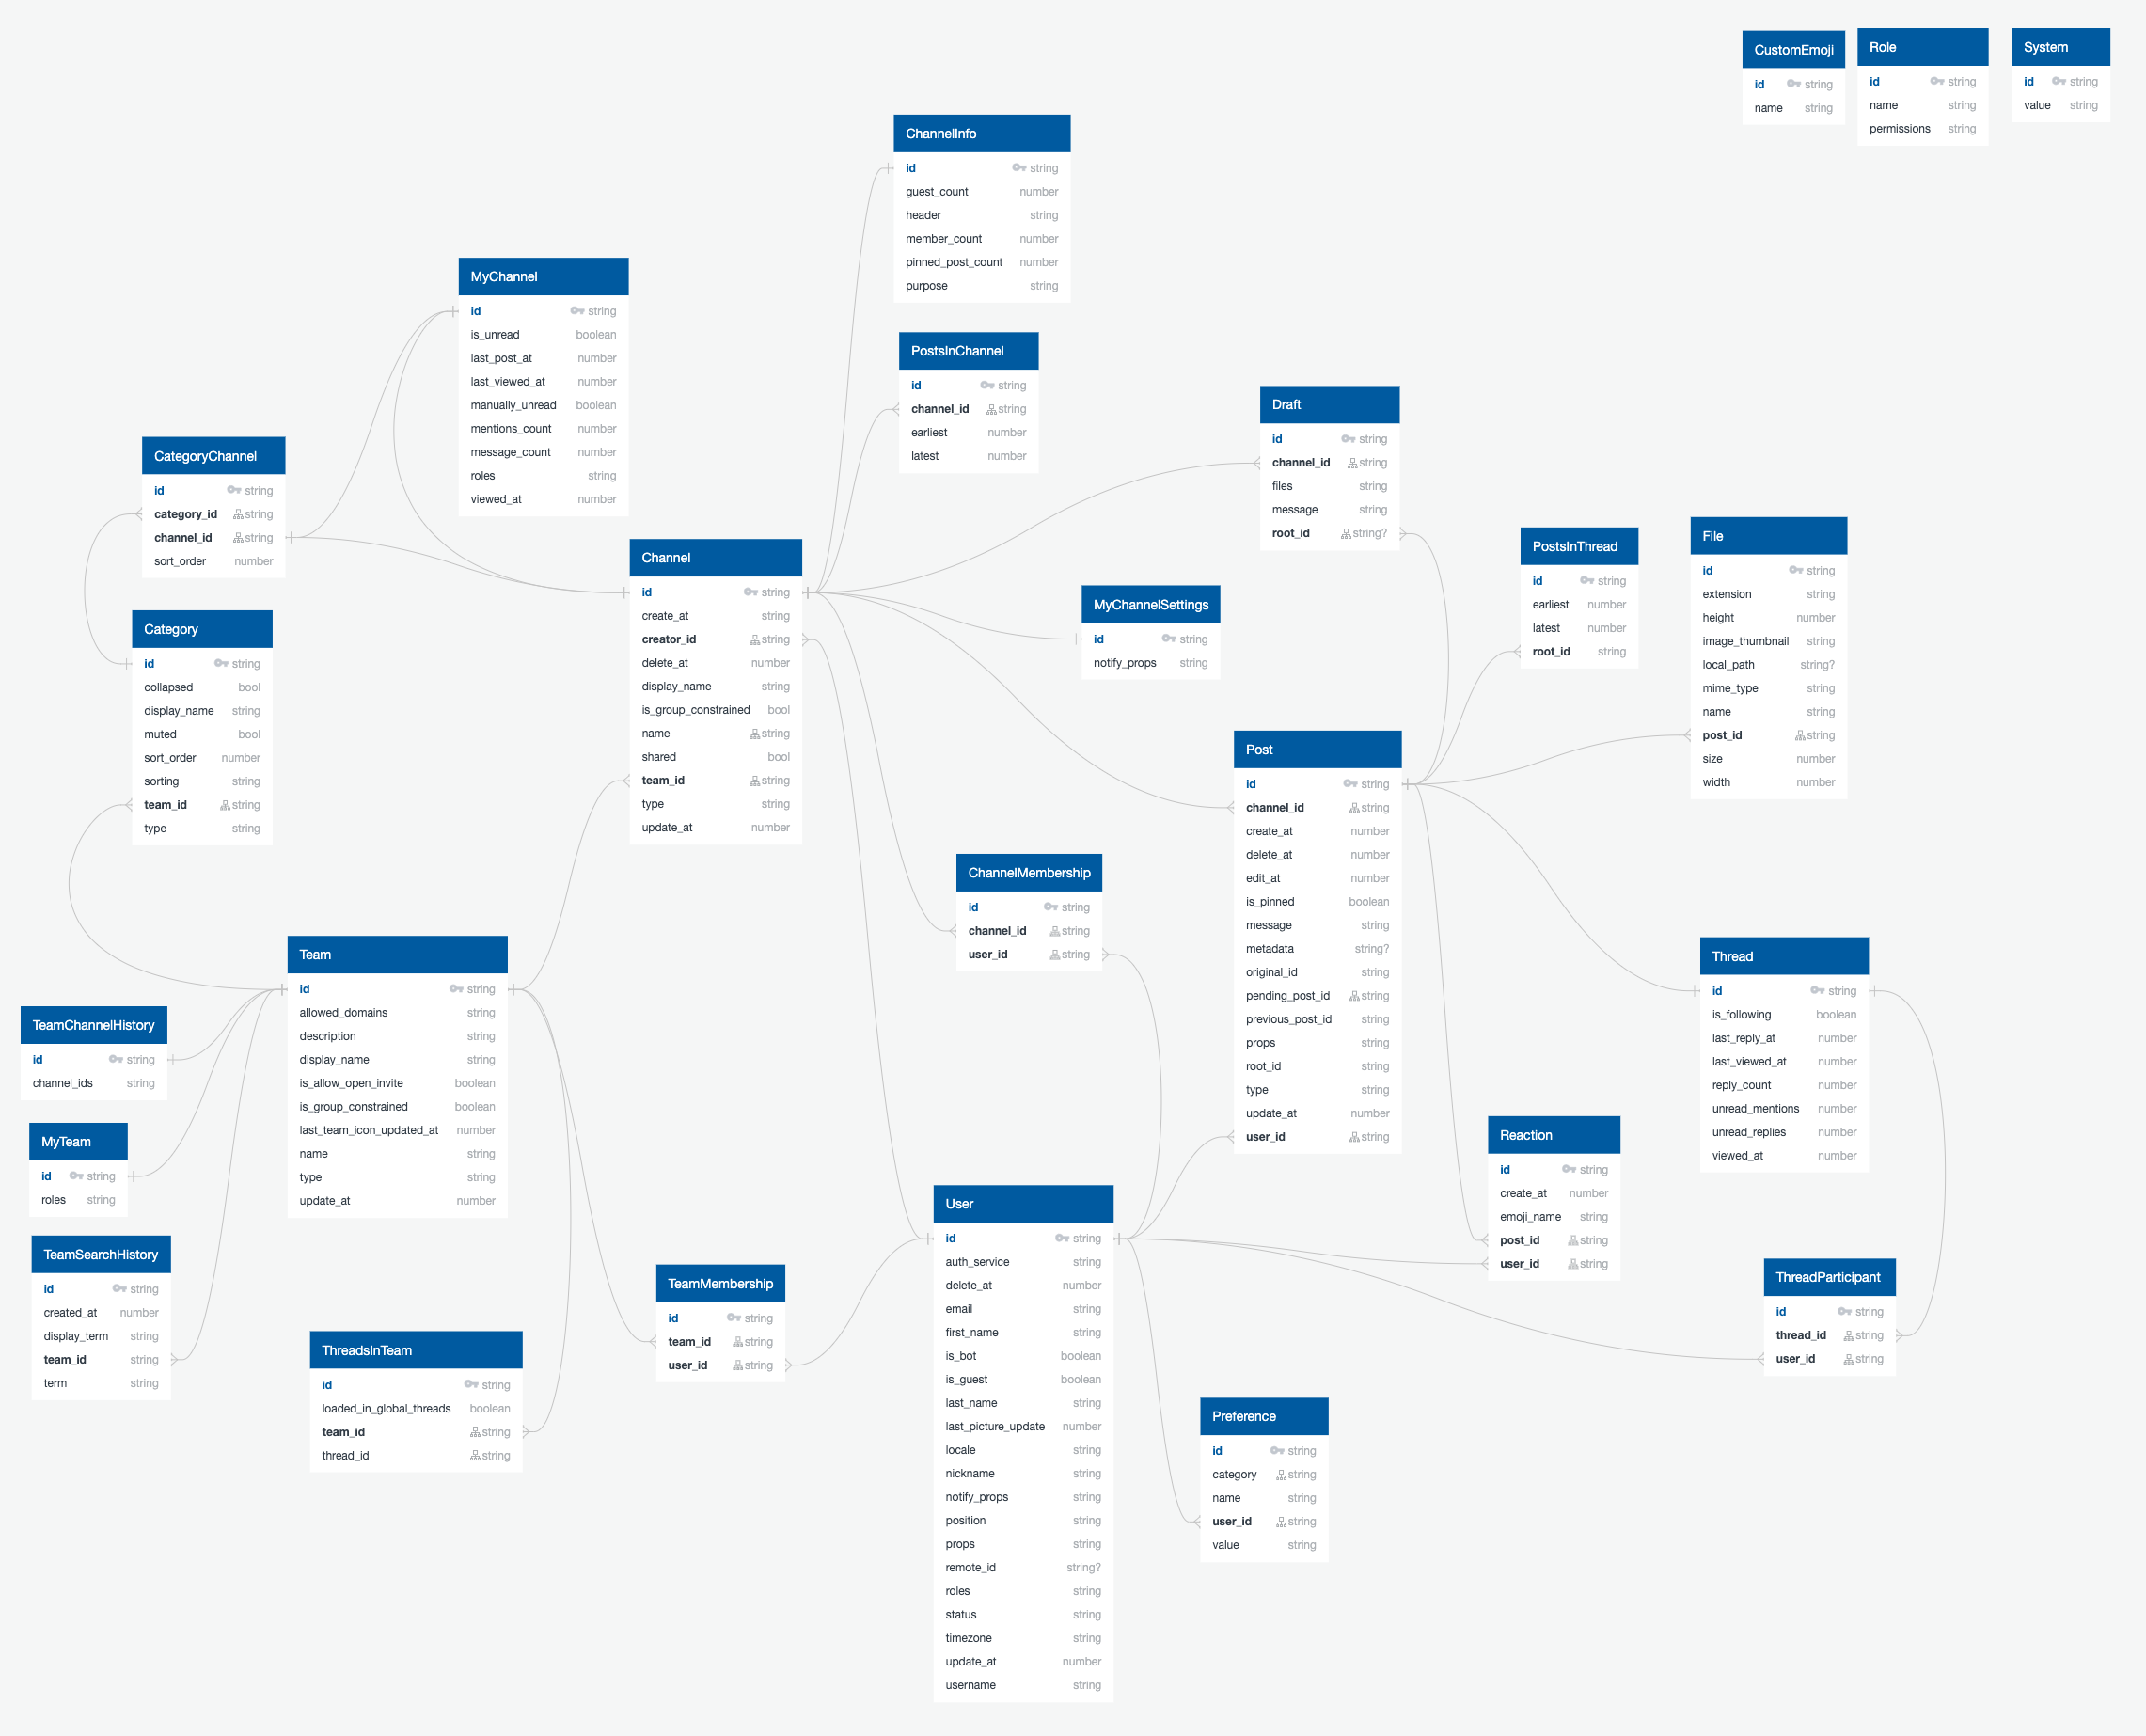 CustomEmoji
id string
name string
Role
id string
name string
permissions string
System
id string
value string
ChannelInfo
id string
guest_count number
header string
member_count number
pinned_post_count number
purpose string
MyChannel
id string
is_unread boolean
last_post_at number
last_viewed_at number
manually_unread boolean
mentions_count number
message_count number
roles string
viewed_at number
PostsInChannel
id string
channel_id string
earliest number
latest number
Draft
id string
channel_id string
files string
message string
root_id string?
CategoryChannel
id string
category_id string
channel_id string
sort_order number
PostsInThread
id string
earliest number
latest number
root_id string
File
id string
extension string
height number
image_thumbnail string
local_path string?
mime_type string
name string
post_id string
size number
width number
Channel
id string
create_at string
creator_id string
delete_at number
display_name string
is_group_constrained bool
name string
shared bool
team_id string
type string
update_at number
MyChannelSettings
id string
notify_props string
Category
id string
collapsed bool
display_name string
muted bool
sort_order number
sorting string
team_id string
type string
Post
id string
channel_id string
create_at number
delete_at number
edit_at number
is_pinned boolean
message string
metadata string?
original_id string
pending_post_id string
previous_post_id string
props string
root_id string
type string
update_at number
user_id string
ChannelMembership
id string
channel_id string
user_id string
Team
id string
allowed_domains string
description string
display_name string
is_allow_open_invite boolean
is_group_constrained boolean
last_team_icon_updated_at number
name string
type string
update_at number
Thread
id string
is_following boolean
last_reply_at number
last_viewed_at number
reply_count number
unread_mentions number
unread_replies number
viewed_at number
TeamChannelHistory
id string
channel_ids string
MyTeam
id string
roles string
Reaction
id string
create_at number
emoji_name string
post_id string
user_id string
User
id string
auth_service string
delete_at number
email string
first_name string
is_bot boolean
is_guest boolean
last_name string
last_picture_update number
locale string
nickname string
notify_props string
position string
props string
remote_id string?
roles string
status string
timezone string
update_at number
username string
TeamSearchHistory
id string
created_at number
display_term string
team_id string
term string
TeamMembership
id string
team_id string
user_id string
ThreadParticipant
id string
thread_id string
user_id string
ThreadsInTeam
id string
loaded_in_global_threads boolean
team_id string
thread_id string
Preference
id string
category string
name string
user_id string
value string